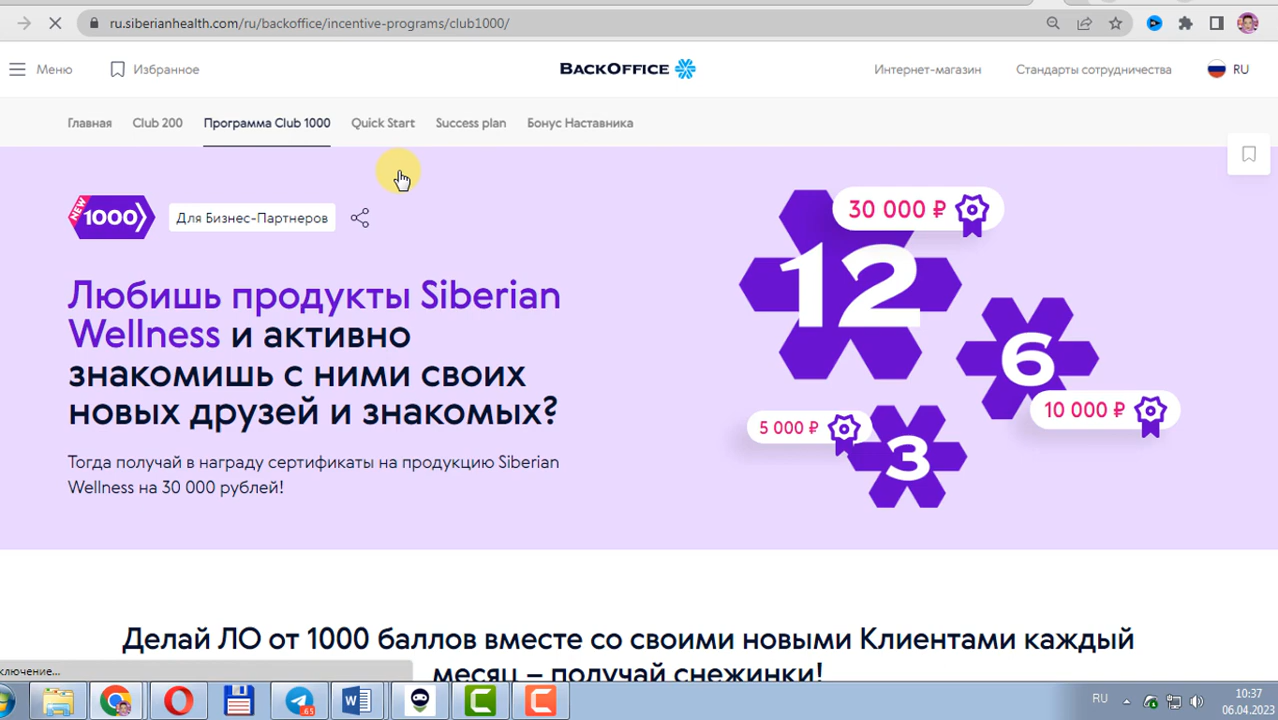 ru.siberianhealth.com/ru/backoffice/incentive-programs/club1000/
Меню
Избранное
BACKOFFICE
Интернет-магазин
Стандарты сотрудничества
RU
Главная
Club 200
Программа Club 1000
Quick Start
Success plan
Бонус Наставника
NEW
1000
Для Бизнес-Партнеров
Любишь продукты Siberian
Wellness и активно
знакомишь с ними своих
новых друзей и знакомых?
Тогда получай в награду сертификаты на продукцию Siberian
Wellness на 30 000 рублей!
30 000 ₽
12
6
10 000 ₽
5 000 ₽
3
Делай ЛО от 1000 баллов вместе со своими новыми Клиентами каждый
месяц – получай снежинки!
ключение...
65
RU
10:37
06.04.2023